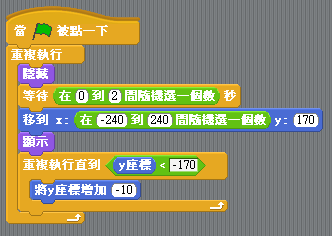 當 被點一下
重複執行
隱藏
等待 在 0 到 2 間隨機選一個數 秒
移到 x: 在 -240 到 240 間隨機選一個數 y: 170
顯示
重複執行直到 y座標 < -170
將y座標增加 -10